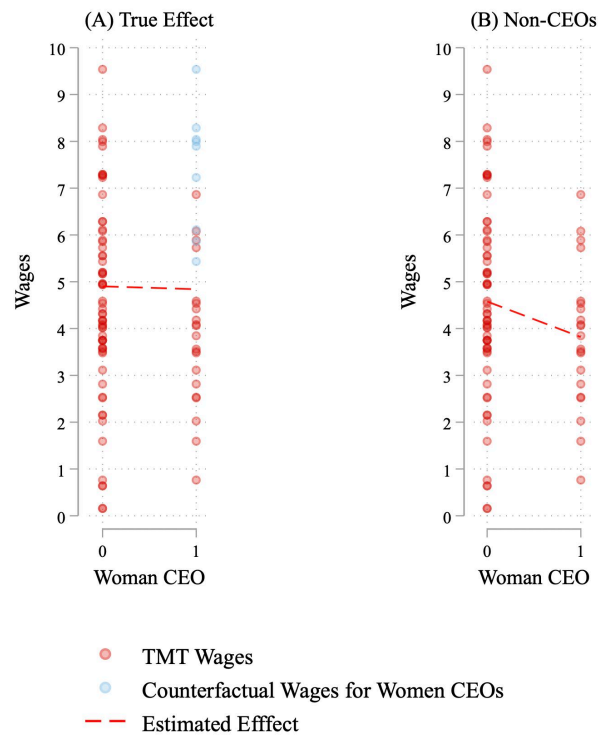 (A) True Effect
(B) Non-CEOs
10
9
8
7
6
5
4
3
2
1
0
Wages
0 1
Woman CEO
10
9
8
7
6
5
4
3
2
1
0
Wages
0 1
Woman CEO
TMT Wages
Counterfactual Wages for Women CEOs
Estimated Efffect